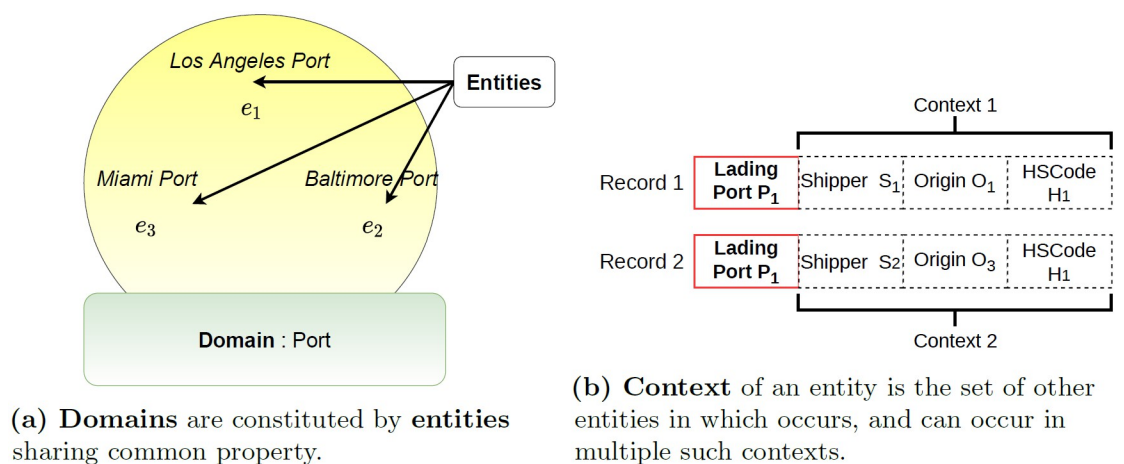 Los Angeles Port
Entities
e1
Miami Port
Baltimore Port
e3
e2
Domain : Port
(a) Domains are constituted by entities
sharing common property.
Context 1
Record 1
Lading
Port P1
Shipper S1
Origin O1
HSCode
H1
Record 2
Lading
Port P1
Shipper S2
Origin O3
HSCode
H1
Context 2
(b) Context of an entity is the set of other
entities in which occurs, and can occur in
multiple such contexts.